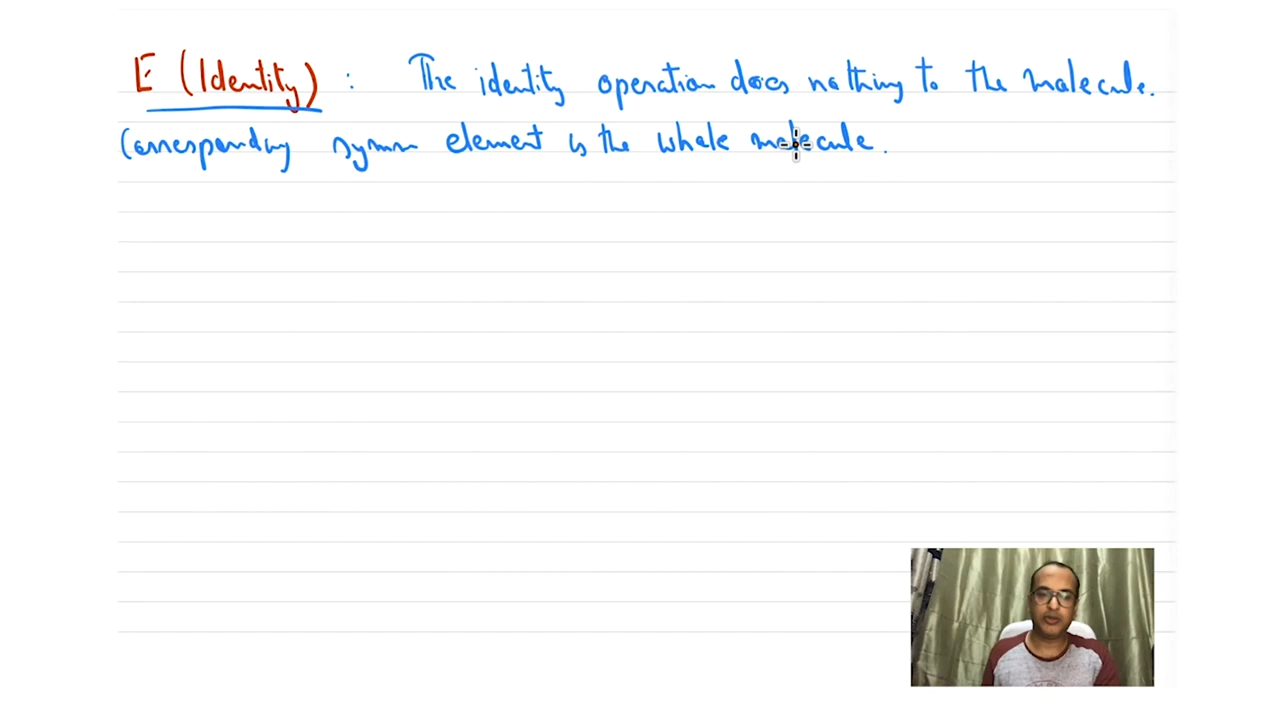 E (Identity) : The identity operation does nothing to the molecule.
Corresponding symm element is the whole molecule.